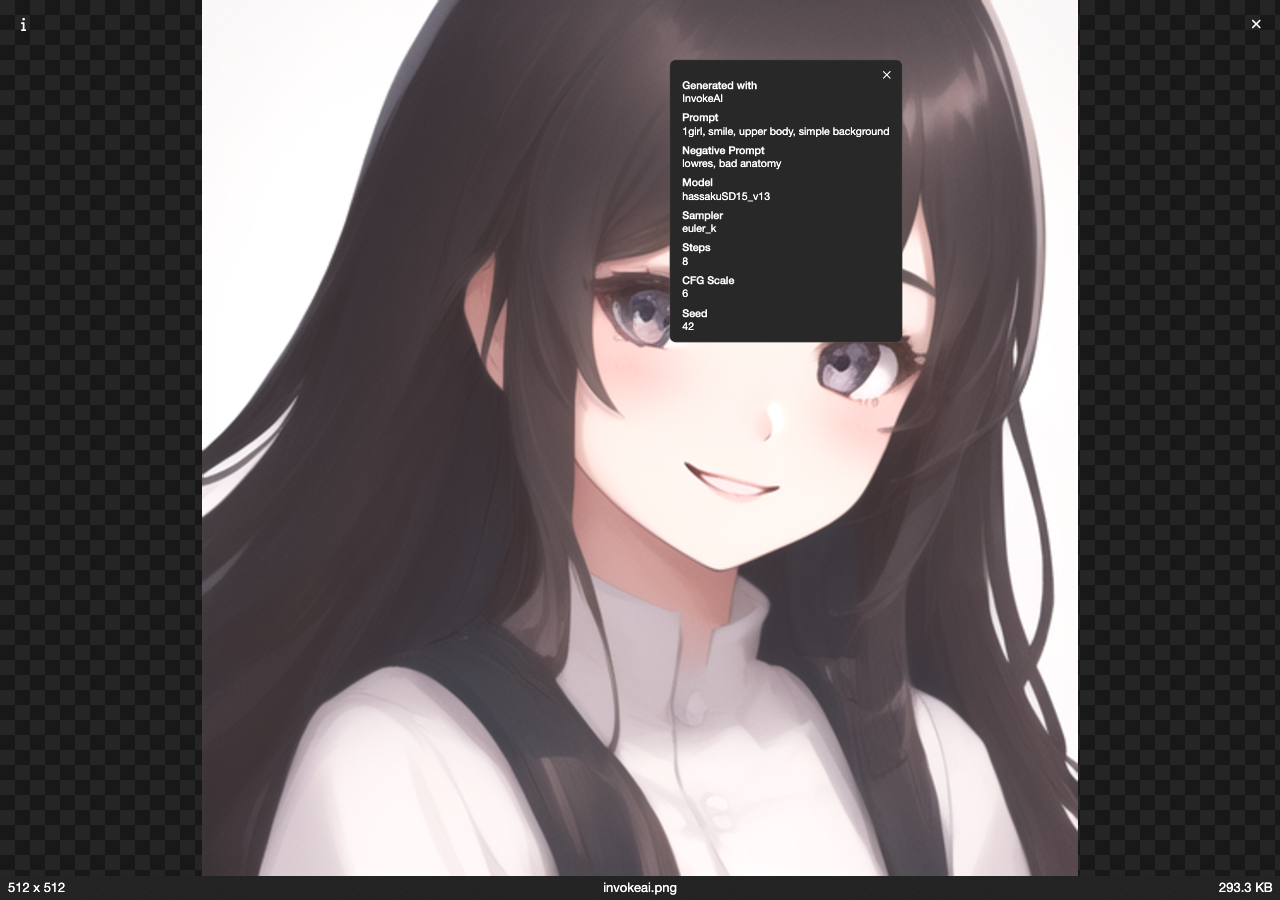 i
×
×
Generated with
InvokeAI
Prompt
1girl, smile, upper body, simple background
Negative Prompt
lowres, bad anatomy
Model
hassakuSD15_v13
Sampler
euler_k
Steps
8
CFG Scale
6
Seed
42
512 x 512
invokeai.png
293.3 KB